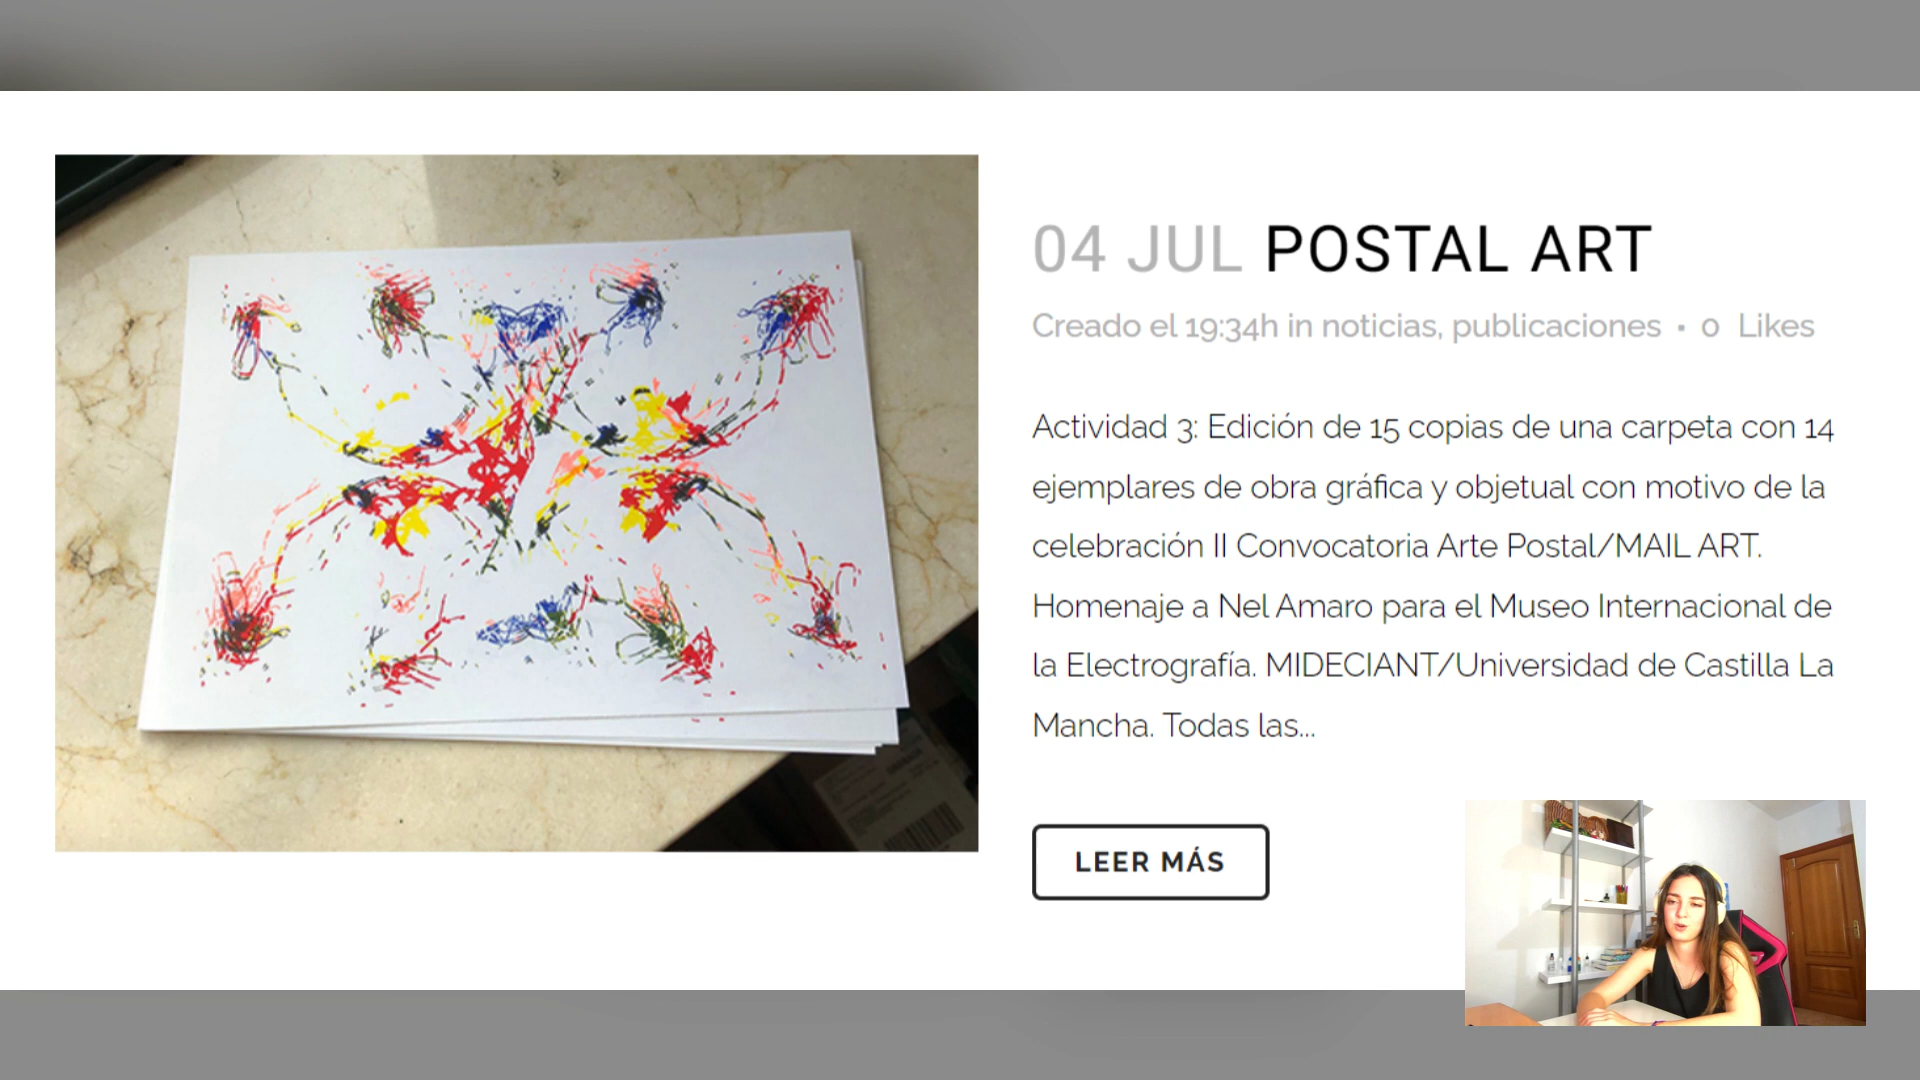 04 JUL POSTAL ART
Creado el 19:34h in noticias, publicaciones • 0 Likes
Actividad 3: Edición de 15 copias de una carpeta con 14
ejemplares de obra gráfica y objetual con motivo de la
celebración II Convocatoria Arte Postal/MAIL ART.
Homenaje a Nel Amaro para el Museo Internacional de
la Electrografía. MIDECIANT/Universidad de Castilla La
Mancha. Todas las...
LEER MÁS